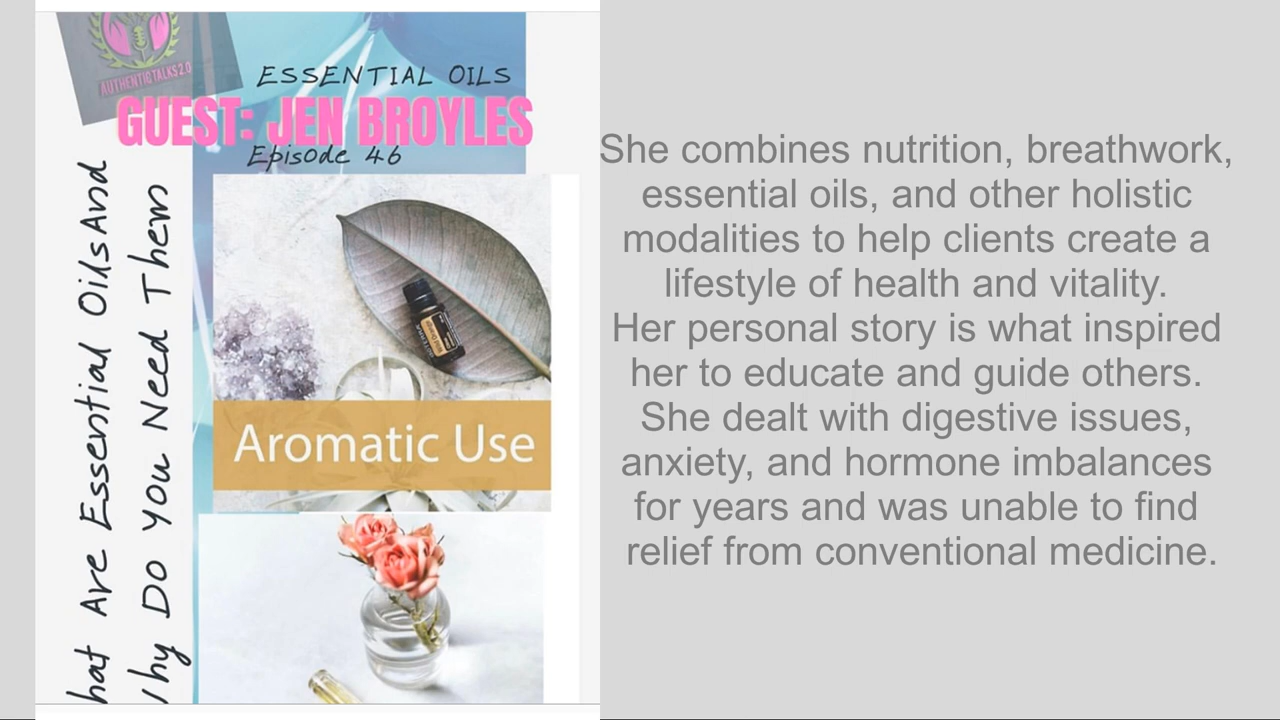 AUTHENTIC TALKS 2.0
ESSENTIAL OILS
GUEST: JEN BROYLES
Episode 46
hat Are Essential Oils And
hy Do You Need Them
Aromatic Use
She combines nutrition, breathwork,
essential oils, and other holistic
modalities to help clients create a
lifestyle of health and vitality.
Her personal story is what inspired
her to educate and guide others.
She dealt with digestive issues,
anxiety, and hormone imbalances
for years and was unable to find
relief from conventional medicine.